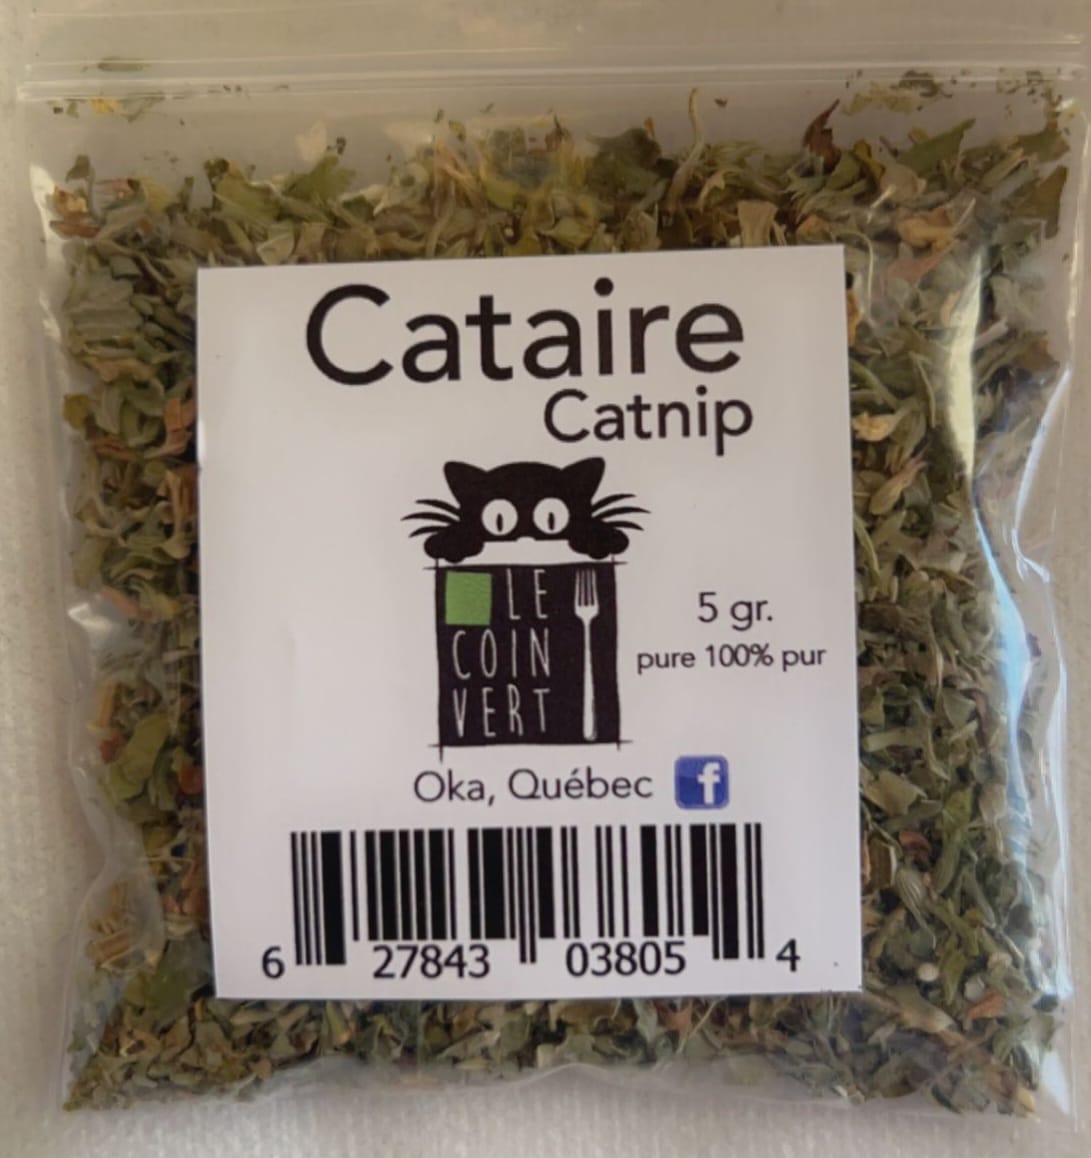 Cataire
Catnip
LE
COIN
VERT
5 gr.
pure 100% pur
Oka, Québec f
6 27843 03805 4